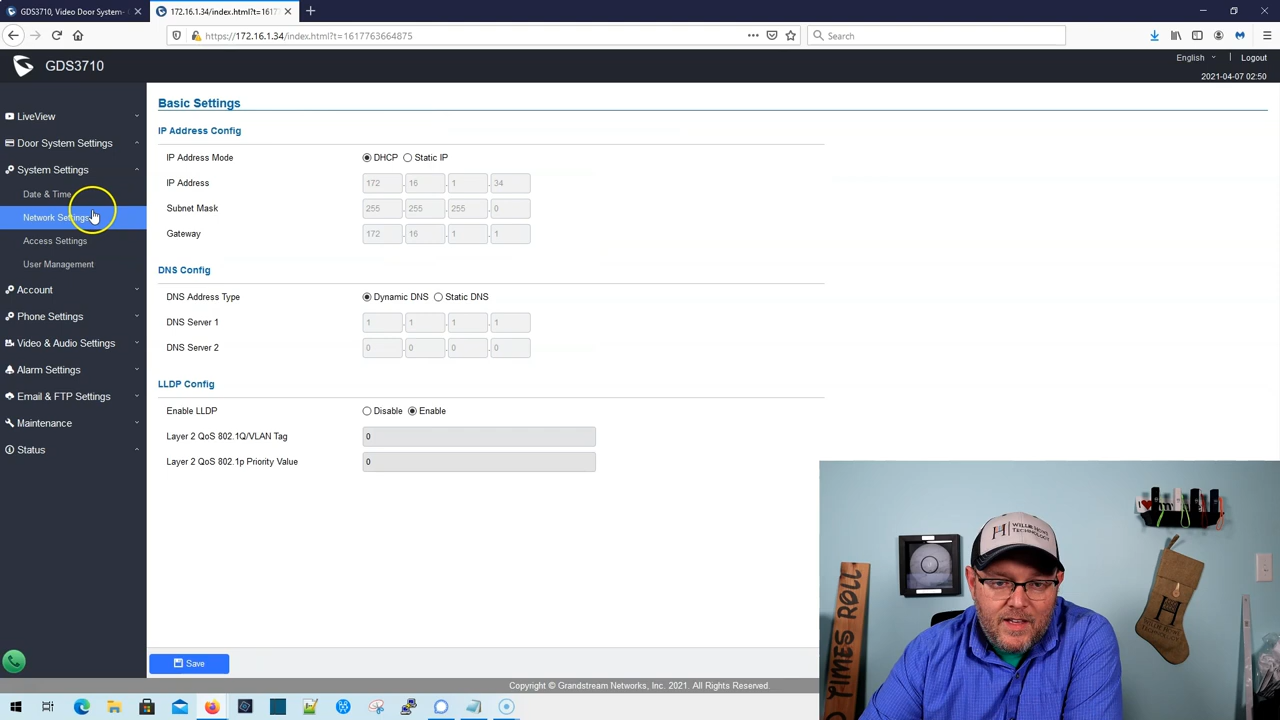 GDS3710, Video Door System-
172.16.1.34/index.html?t=1617
https://172.16.1.34/index.html?t=1617763664875
Search
GDS3710
English
Logout
2021-04-07 02:50
LiveView
Door System Settings
System Settings
Date & Time
Network Settings
Access Settings
User Management
Account
Phone Settings
Video & Audio Settings
Alarm Settings
Email & FTP Settings
Maintenance
Status
Basic Settings
IP Address Config
IP Address Mode DHCP Static IP
IP Address 172 . 16 . 1 . 34
Subnet Mask 255 . 255 . 255 . 0
Gateway 172 . 16 . 1 . 1
DNS Config
DNS Address Type Dynamic DNS Static DNS
DNS Server 1 1 . 1 . 1 . 1
DNS Server 2 0 . 0 . 0 . 0
LLDP Config
Enable LLDP Disable Enable
Layer 2 QoS 802.1Q/VLAN Tag 0
Layer 2 QoS 802.1p Priority Value 0
Save
Copyright © Grandstream Networks, Inc. 2021. All Rights Reserved.
H
TECHNOLOGY
TIMES ROLL
H